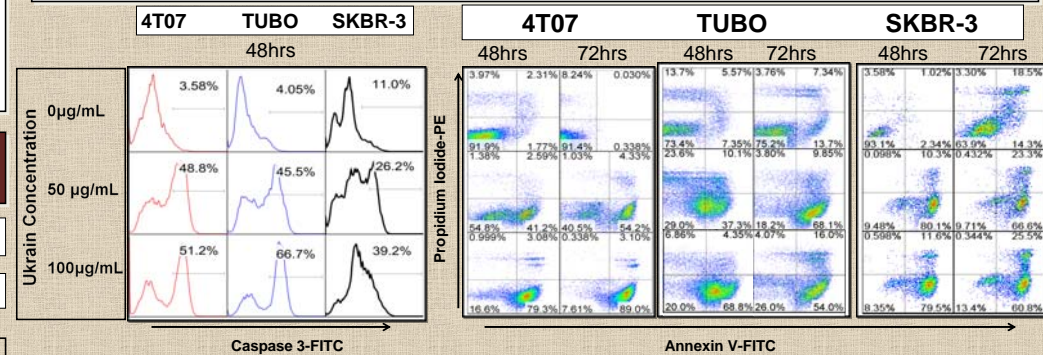 4T07 TUBO SKBR-3
48hrs
Ukrain Concentration
0µg/mL
3.58% 4.05% 11.0%
50 µg/mL
48.8% 45.5% 26.2%
100µg/mL
51.2% 66.7% 39.2%
Caspase 3-FITC
4T07 TUBO SKBR-3
48hrs 72hrs 48hrs 72hrs 48hrs 72hrs
Propidium Iodide-PE
3.97% 2.31% 8.24% 0.030% 13.7% 5.57% 3.76% 7.34% 3.58% 1.02% 3.30% 18.5%
91.9% 1.77% 91.4% 0.338% 73.4% 7.35% 75.2% 13.7% 93.1% 2.34% 63.9% 14.3%
1.38% 2.59% 1.03% 4.33% 23.6% 10.1% 3.80% 9.85% 0.098% 10.3% 0.432% 23.3%
54.8% 41.2% 40.5% 54.2% 29.0% 37.3% 18.2% 68.1% 9.48% 80.1% 9.71% 66.6%
0.999% 3.08% 0.338% 3.10% 6.86% 4.35% 4.07% 16.0% 0.598% 11.6% 0.344% 25.5%
16.6% 79.3% 7.61% 89.0% 20.0% 68.8% 26.0% 54.0% 8.35% 79.5% 13.4% 60.8%
Annexin V-FITC